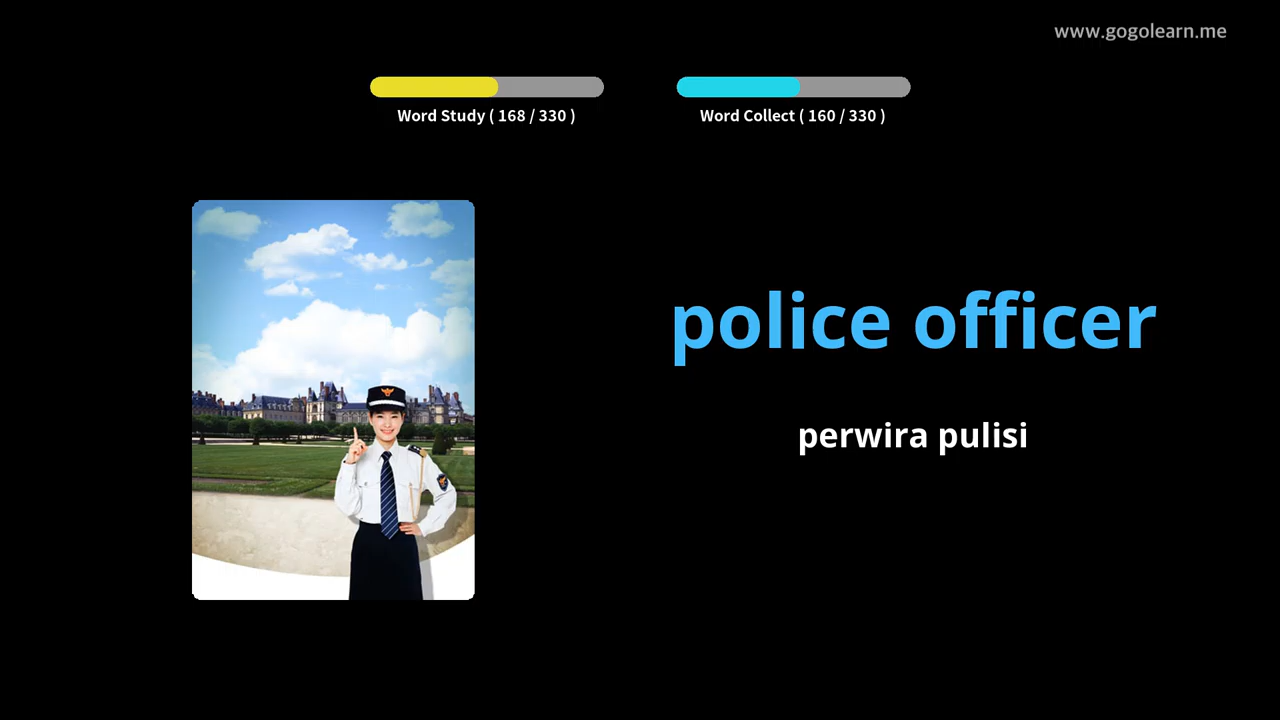 www.gogolearn.me
Word Study ( 168 / 330 )
Word Collect ( 160 / 330 )
police officer
perwira pulisi